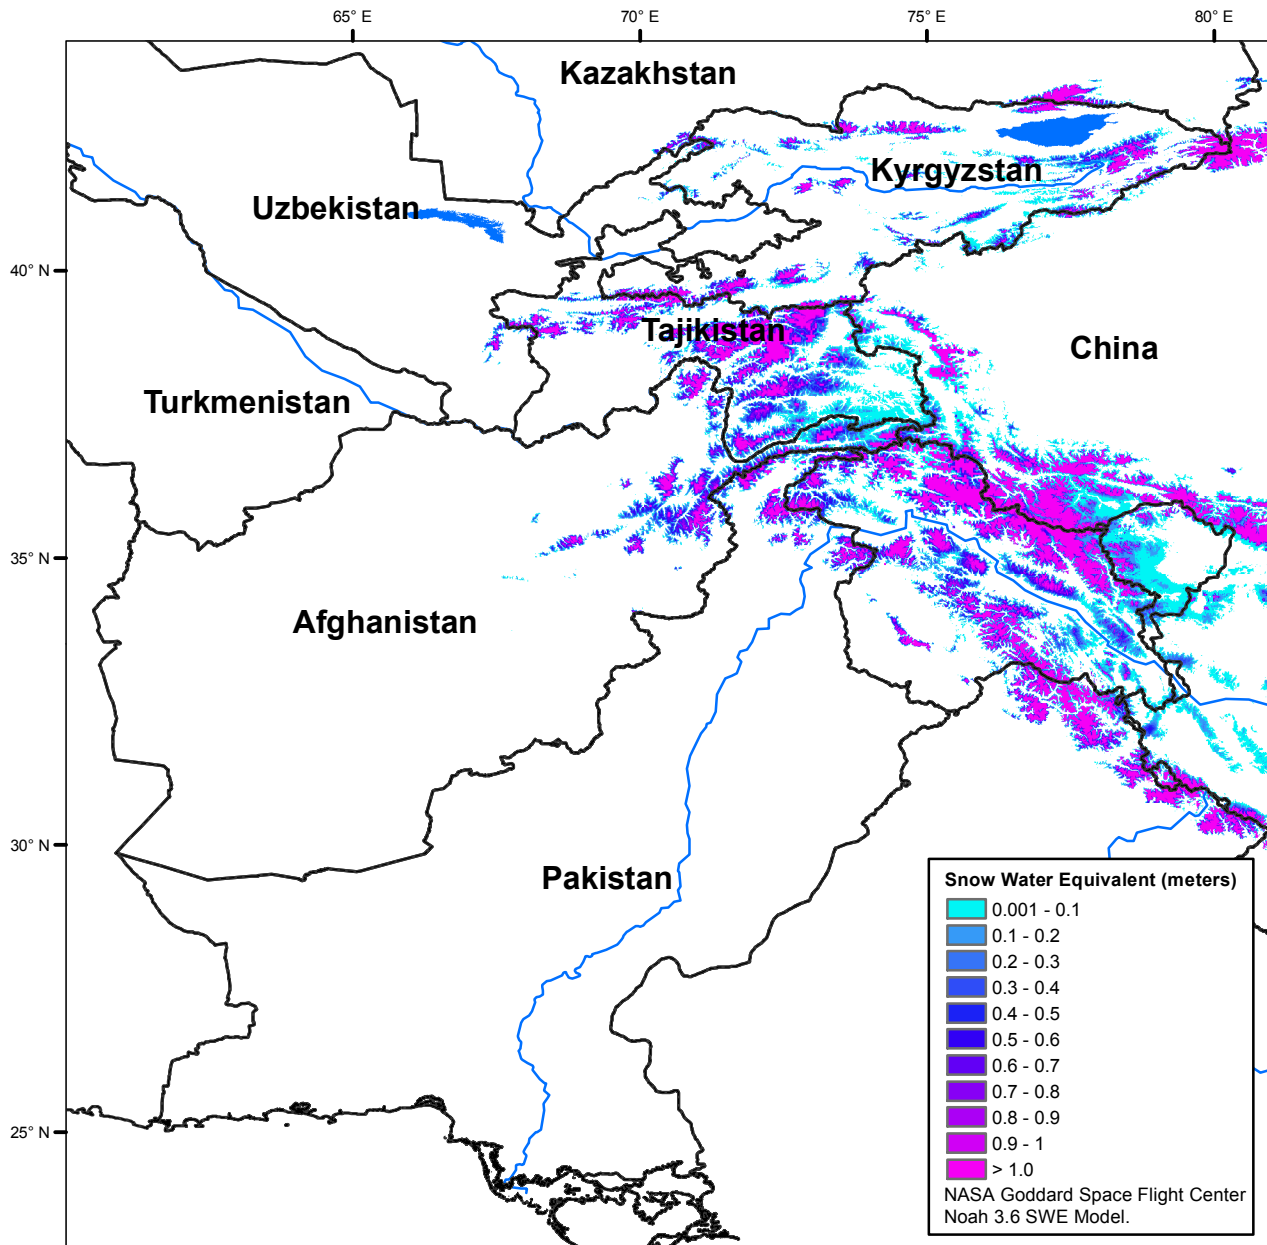 65° E
70° E
75° E
80° E
Kazakhstan
Kyrgyzstan
Uzbekistan
40° N
Tajikistan
China
Turkmenistan
35° N
Afghanistan
30° N
Pakistan
25° N
Snow Water Equivalent (meters)
0.001 - 0.1
0.1 - 0.2
0.2 - 0.3
0.3 - 0.4
0.4 - 0.5
0.5 - 0.6
0.6 - 0.7
0.7 - 0.8
0.8 - 0.9
0.9 - 1
> 1.0
NASA Goddard Space Flight Center
Noah 3.6 SWE Model.